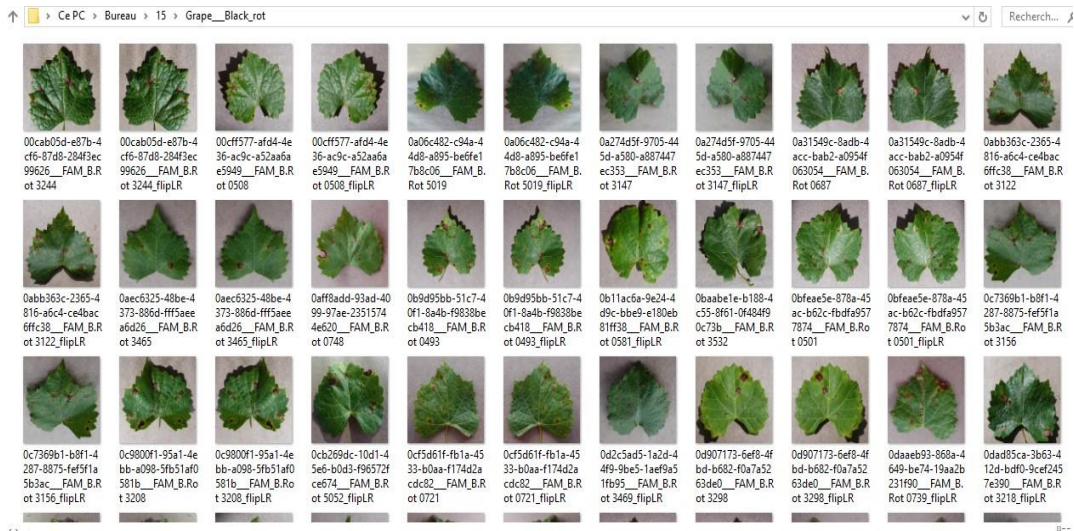 Ce PC > Bureau > 15 > Grape___Black_rot
Recherch...
00cab05d-e87b-4
cf6-87d8-284f3ec
99626___FAM_B.R
ot 3244
00cab05d-e87b-4
cf6-87d8-284f3ec
99626___FAM_B.R
ot 3244_flipLR
00cff577-afd4-4e
36-ac9c-a52aa6a
e5949___FAM_B.R
ot 0508
00cff577-afd4-4e
36-ac9c-a52aa6a
e5949___FAM_B.R
ot 0508_flipLR
0a06c482-c94a-4
4d8-a895-be6fe1
7b8c06___FAM_B.
Rot 5019
0a06c482-c94a-4
4d8-a895-be6fe1
7b8c06___FAM_B.
Rot 5019_flipLR
0a274d5f-9705-44
5d-a580-a887447
ec353___FAM_B.R
ot 3147
0a274d5f-9705-44
5d-a580-a887447
ec353___FAM_B.R
ot 3147_flipLR
0a31549c-8adb-4
acc-bab2-a0954f
063054___FAM_B.
Rot 0687
0a31549c-8adb-4
acc-bab2-a0954f
063054___FAM_B.
Rot 0687_flipLR
0abb363c-2365-4
816-a6c4-ce4bac
6ffc38___FAM_B.R
ot 3122
0abb363c-2365-4
816-a6c4-ce4bac
6ffc38___FAM_B.R
ot 3122_flipLR
0aec6325-48be-4
373-886d-fff5aee
a6d26___FAM_B.R
ot 3465
0aec6325-48be-4
373-886d-fff5aee
a6d26___FAM_B.R
ot 3465_flipLR
0aff8add-93ad-40
99-97ae-2351574
4e620___FAM_B.R
ot 0748
0b9d95bb-51c7-4
0f1-8a4b-f9838be
cb418___FAM_B.R
ot 0493
0b9d95bb-51c7-4
0f1-8a4b-f9838be
cb418___FAM_B.R
ot 0493_flipLR
0b11ac6a-9e24-4
d9c-bbe9-e180eb
81ff38___FAM_B.R
ot 0581_flipLR
0baabe1e-b188-4
c55-8f61-0f484f9
0c73b___FAM_B.R
ot 3532
0bfeae5e-878a-45
ac-b62c-fbdfa957
7874___FAM_B.Ro
t 0501
0bfeae5e-878a-45
ac-b62c-fbdfa957
7874___FAM_B.Ro
t 0501_flipLR
0c7369b1-b8f1-4
287-8875-fef5f1a
5b3ac___FAM_B.R
ot 3156
0c7369b1-b8f1-4
287-8875-fef5f1a
5b3ac___FAM_B.R
ot 3156_flipLR
0c9800f1-95a1-4e
bb-a098-5fb51af0
581b___FAM_B.R
ot 3208
0c9800f1-95a1-4e
bb-a098-5fb51af0
581b___FAM_B.R
ot 3208_flipLR
0cb269dc-10d1-4
5e6-b0d3-f96572f
ce674___FAM_B.R
ot 5052_flipLR
0cf5d61f-fb1a-45
33-b0aa-f174d2a
cdc82___FAM_B.R
ot 0721
0cf5d61f-fb1a-45
33-b0aa-f174d2a
cdc82___FAM_B.R
ot 0721_flipLR
0d2c5ad5-1a2d-4
4f9-9be5-1aef9a5
1fb95___FAM_B.R
ot 3469_flipLR
0d907173-6ef8-4f
bd-b682-f0a7a52
63de0___FAM_B.R
ot 3298
0d907173-6ef8-4f
bd-b682-f0a7a52
63de0___FAM_B.R
ot 3298_flipLR
0daaeb93-868a-4
649-be74-19aa2b
231f90___FAM_B.
Rot 0739_flipLR
0dad85ca-3b63-4
12d-bdf0-9cef245
7e390___FAM_B.R
ot 3218_flipLR